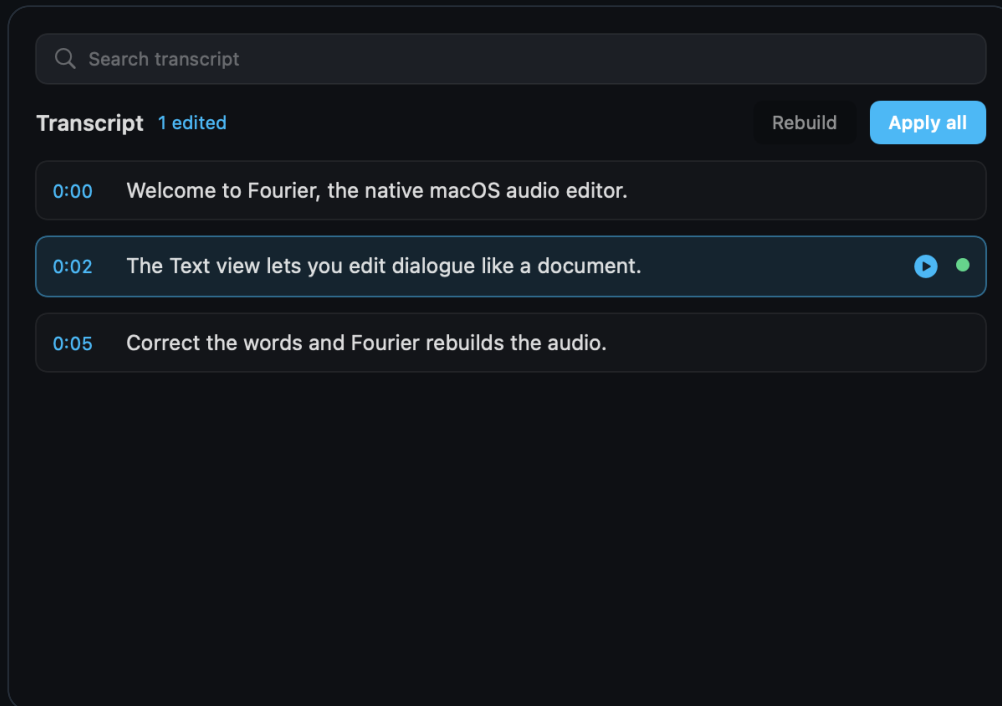 Search transcript
Transcript 1 edited Rebuild Apply all
0:00 Welcome to Fourier, the native macOS audio editor.
0:02 The Text view lets you edit dialogue like a document.
0:05 Correct the words and Fourier rebuilds the audio.